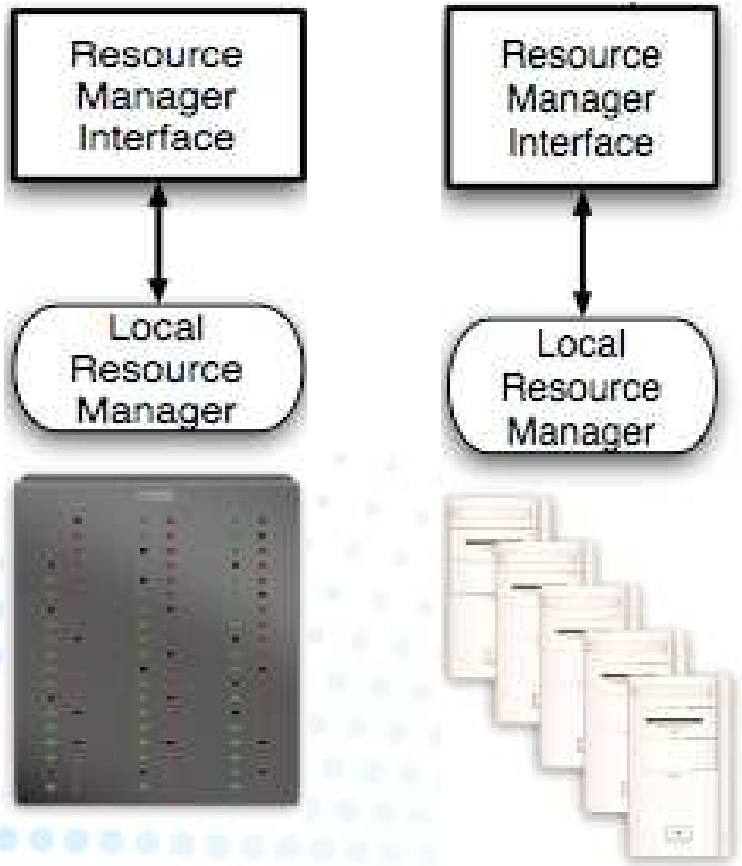 Resource
Manager
Interface
Local
Resource
Manager
Resource
Manager
Interface
Local
Resource
Manager